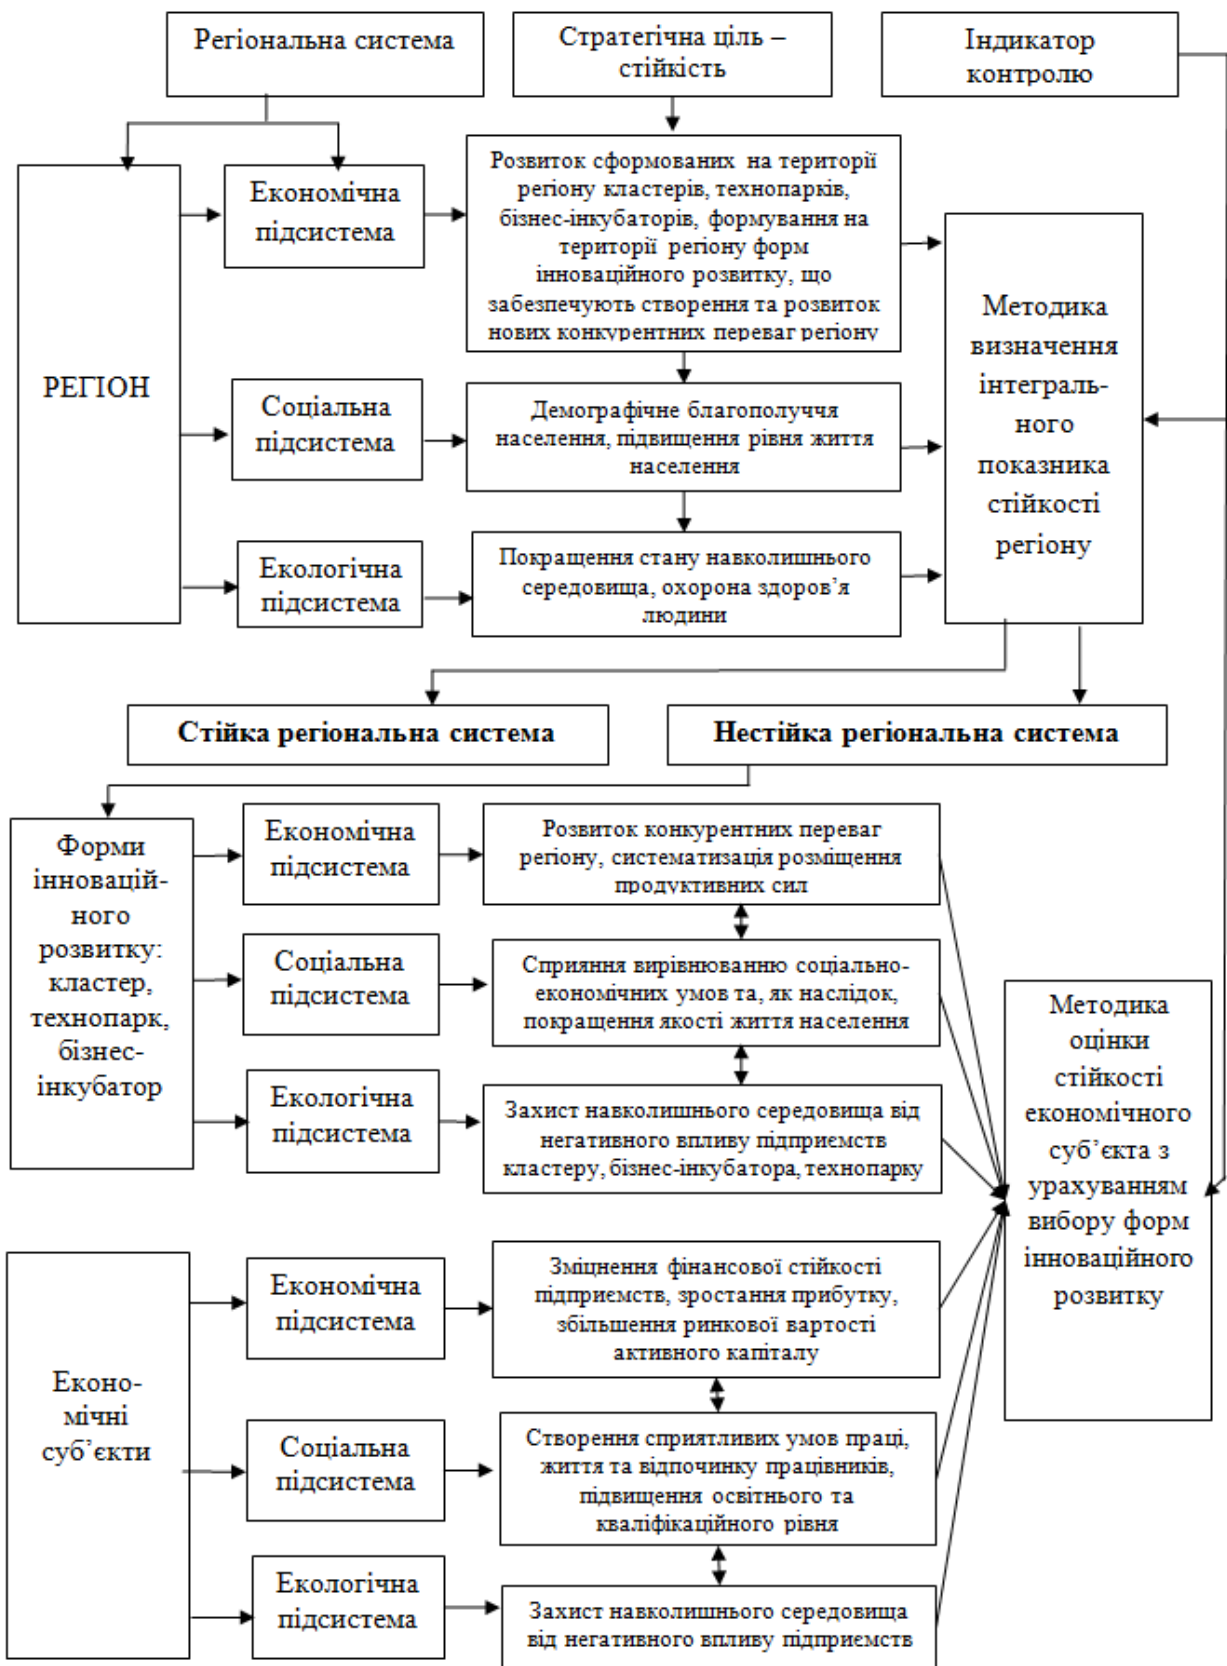 Регіональна система
Стратегічна ціль –
стійкість
Індикатор
контролю
РЕГІОН
Економічна
підсистема
Розвиток сформованих на території
регіону кластерів, технопарків,
бізнес-інкубаторів, формування на
території регіону форм
інноваційного розвитку, що
забезпечують створення та розвиток
нових конкурентних переваг регіону
Соціальна
підсистема
Демографічне благополуччя
населення, підвищення рівня життя
населення
Екологічна
підсистема
Покращення стану навколишнього
середовища, охорона здоров’я
людини
Методика
визначення
інтеграль-
ного
показника
стійкості
регіону
Стійка регіональна система
Нестійка регіональна система
Форми
інновацій-
ного
розвитку:
кластер,
технопарк,
бізнес-
інкубатор
Економічна
підсистема
Розвиток конкурентних переваг
регіону, систематизація розміщення
продуктивних сил
Соціальна
підсистема
Сприяння вирівнюванню соціально-
економічних умов та, як наслідок,
покращення якості життя населення
Екологічна
підсистема
Захист навколишнього середовища від
негативного впливу підприємств
кластеру, бізнес-інкубатора, технопарку
Методика
оцінки
стійкості
економічного
суб’єкта з
урахуванням
вибору форм
інноваційного
розвитку
Еконо-
мічні
суб’єкти
Економічна
підсистема
Зміцнення фінансової стійкості
підприємств, зростання прибутку,
збільшення ринкової вартості
активного капіталу
Соціальна
підсистема
Створення сприятливих умов праці,
життя та відпочинку працівників,
підвищення освітнього та
кваліфікаційного рівня
Екологічна
підсистема
Захист навколишнього середовища
від негативного впливу підприємств